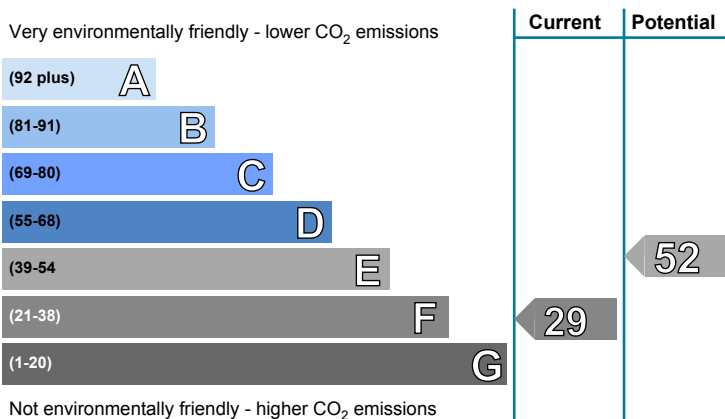 Very environmentally friendly - lower CO2 emissions
Current
Potential
(92 plus) A
(81-91) B
(69-80) C
(55-68) D
(39-54 E
52
(21-38) F
29
(1-20) G
Not environmentally friendly - higher CO2 emissions